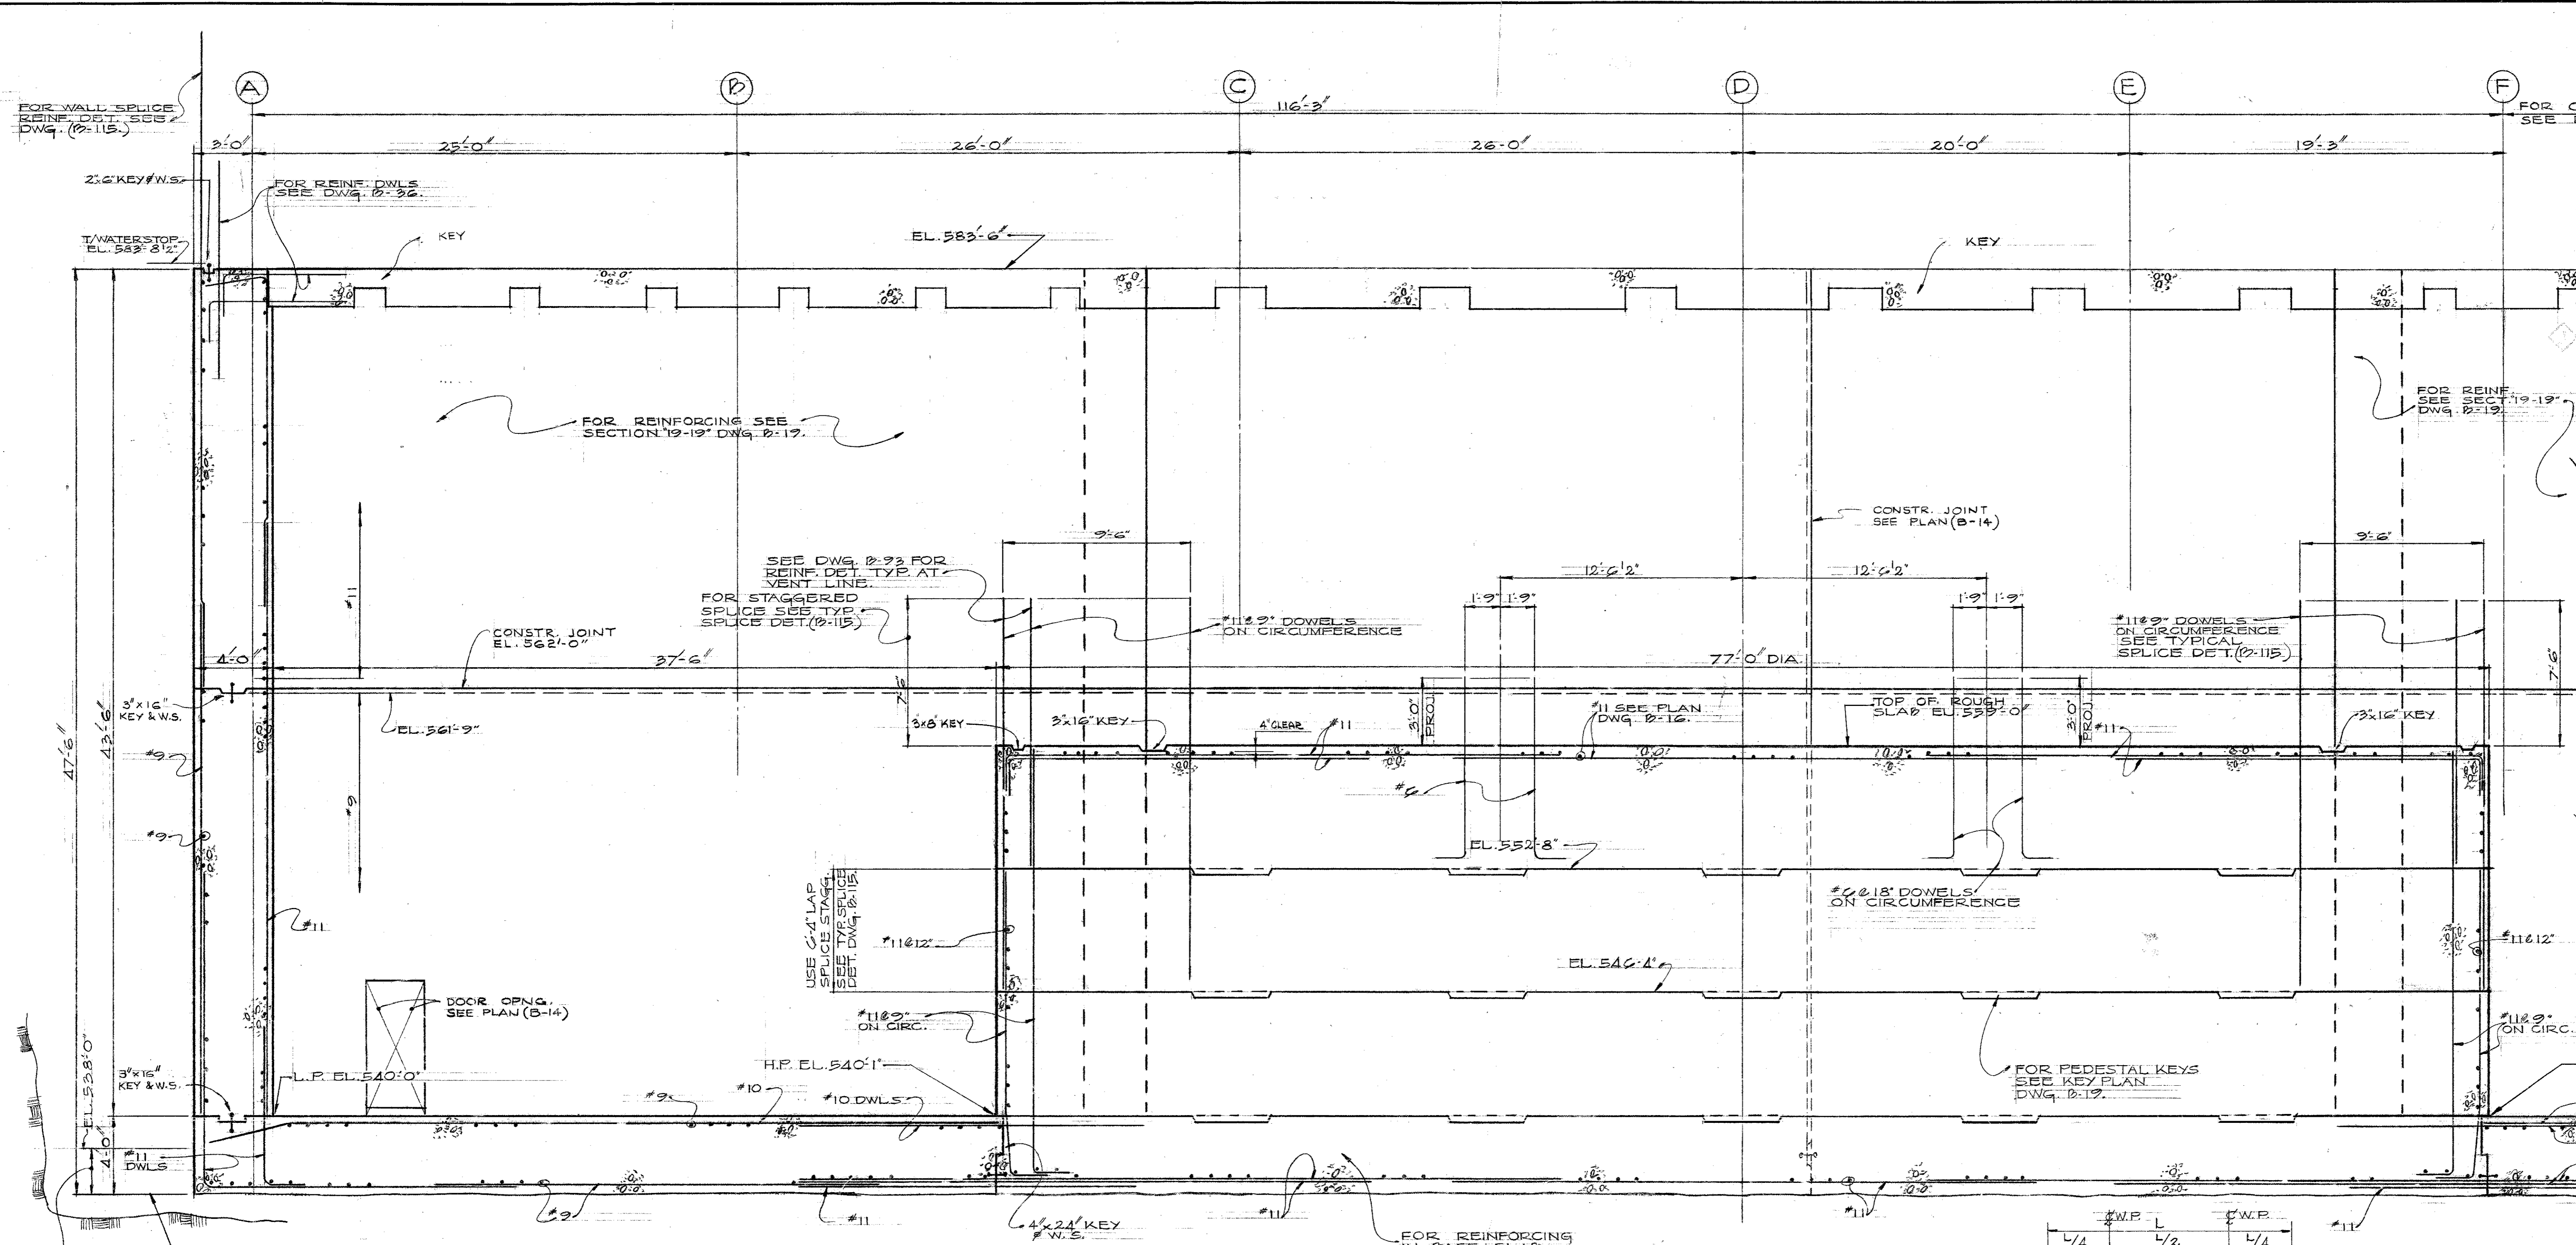 A
B
C
D
E
F
FOR WALL SPLICE
REINF. DET. SEE
DWG. (B-115.)
116'-3"
FOR
SEE
3'-0"
25'-0"
26'-0"
26'-0"
20'-0"
19'-3"
FOR REINF. DWLS
SEE DWG. B-36.
T/WATERSTOP
EL. 583'-8½"
KEY
EL. 583'-6"
KEY
FOR REINFORCING SEE
SECTION "19-19" DWG. B-19.
FOR REINF.
SEE SECT. "19-19"
DWG. B-19.
CONSTR. JOINT
SEE PLAN (B-14)
9'-6"
9'-6"
SEE DWG. B-93 FOR
REINF. DET. TYP. AT
VENT LINE.
FOR STAGGERED
SPLICE SEE TYP.
SPLICE DET. (B-115)
12'-6½"
12'-6½"
1'-9"
1'-9"
1'-9"
1'-9"
#11
#11@9" DOWELS
ON CIRCUMFERENCE
#11@9" DOWELS
ON CIRCUMFERENCE
SEE TYPICAL
SPLICE DET. (B-115)
CONSTR. JOINT
EL. 562'-0"
4'-0"
37'-6"
77'-0" DIA.
7'-6"
7'-6"
3"x16"
KEY & W.S.
EL. 561'-9"
3x8 KEY
3"x16" KEY
4" CLEAR
#11
3'-0"
PROJ.
#11 SEE PLAN
DWG. B-16.
TOP OF ROUGH
SLAB EL. 559'-0"
3'-0"
PROJ.
#11
3"x16" KEY
47'-6"
43'-6"
#9
#9
#9
#6
EL. 552'-8"
#6@18" DOWELS
ON CIRCUMFERENCE
USE 6'-4" LAP
SPLICE STAGG.
SEE TYP. SPLICE
DET. DWG. B-115.
#11
#11@12"
#11@12"
EL. 546'-4"
DOOR OPNG.
SEE PLAN (B-14)
#11@9"
ON CIRC.
#11@9"
ON CIRC.
EL. 538'-0"
3"x16"
KEY & W.S.
L.P. EL. 540'-0"
H.P. EL. 540'-1"
#9
#10
#10 DWLS
FOR PEDESTAL KEYS
SEE KEY PLAN
DWG. B-19.
4'-0"
#11
DWLS
#9
#11
4"x24" KEY
& W.S.
#11
FOR REINFORCING
#11
₵ W.P.
₵ W.P.
L
L/4
L/2
L/4
#11